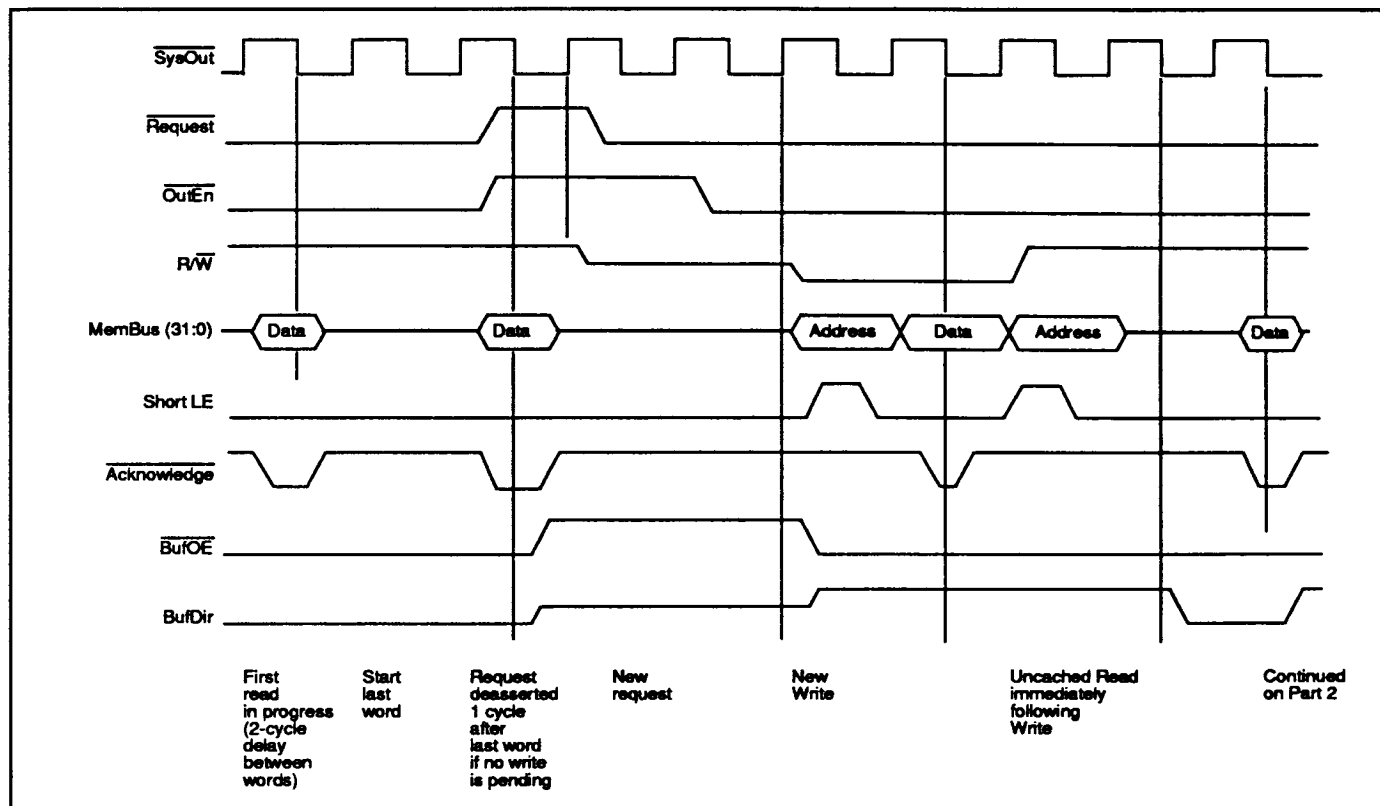 SysOut
Request
OutEn
R/W
MemBus (31:0)
Data
Data
Address
Data
Address
Data
Short LE
Acknowledge
BufOE
BufDir
First
read
in progress
(2-cycle
delay
between
words)
Start
last
word
Request
deasserted
1 cycle
after
last word
if no write
is pending
New
request
New
Write
Uncached Read
immediately
following
Write
Continued
on Part 2